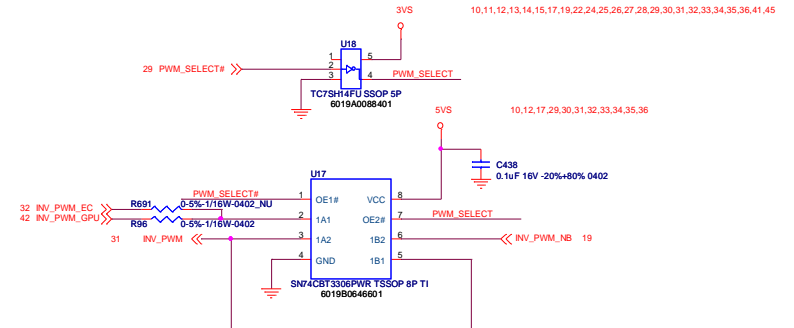 3VS 10,11,12,13,14,15,17,19,22,24,25,26,27,28,29,30,31,32,33,34,35,36,41,45
U18
1 5
29 PWM_SELECT# 2
3 4 PWM_SELECT
TC7SH14FU SSOP 5P
6019A0088401
5VS 10,12,17,29,30,31,32,33,34,35,36
C438
0.1uF 16V -20%+80% 0402
U17
PWM_SELECT# 1 OE1# VCC 8
R691 0-5%-1/16W-0402_NU
32 INV_PWM_EC
42 INV_PWM_GPU 2 1A1 OE2# 7 PWM_SELECT
R96 0-5%-1/16W-0402
31 INV_PWM 3 1A2 1B2 6 INV_PWM_NB 19
4 GND 1B1 5
SN74CBT3306PWR TSSOP 8P TI
6019B0646601